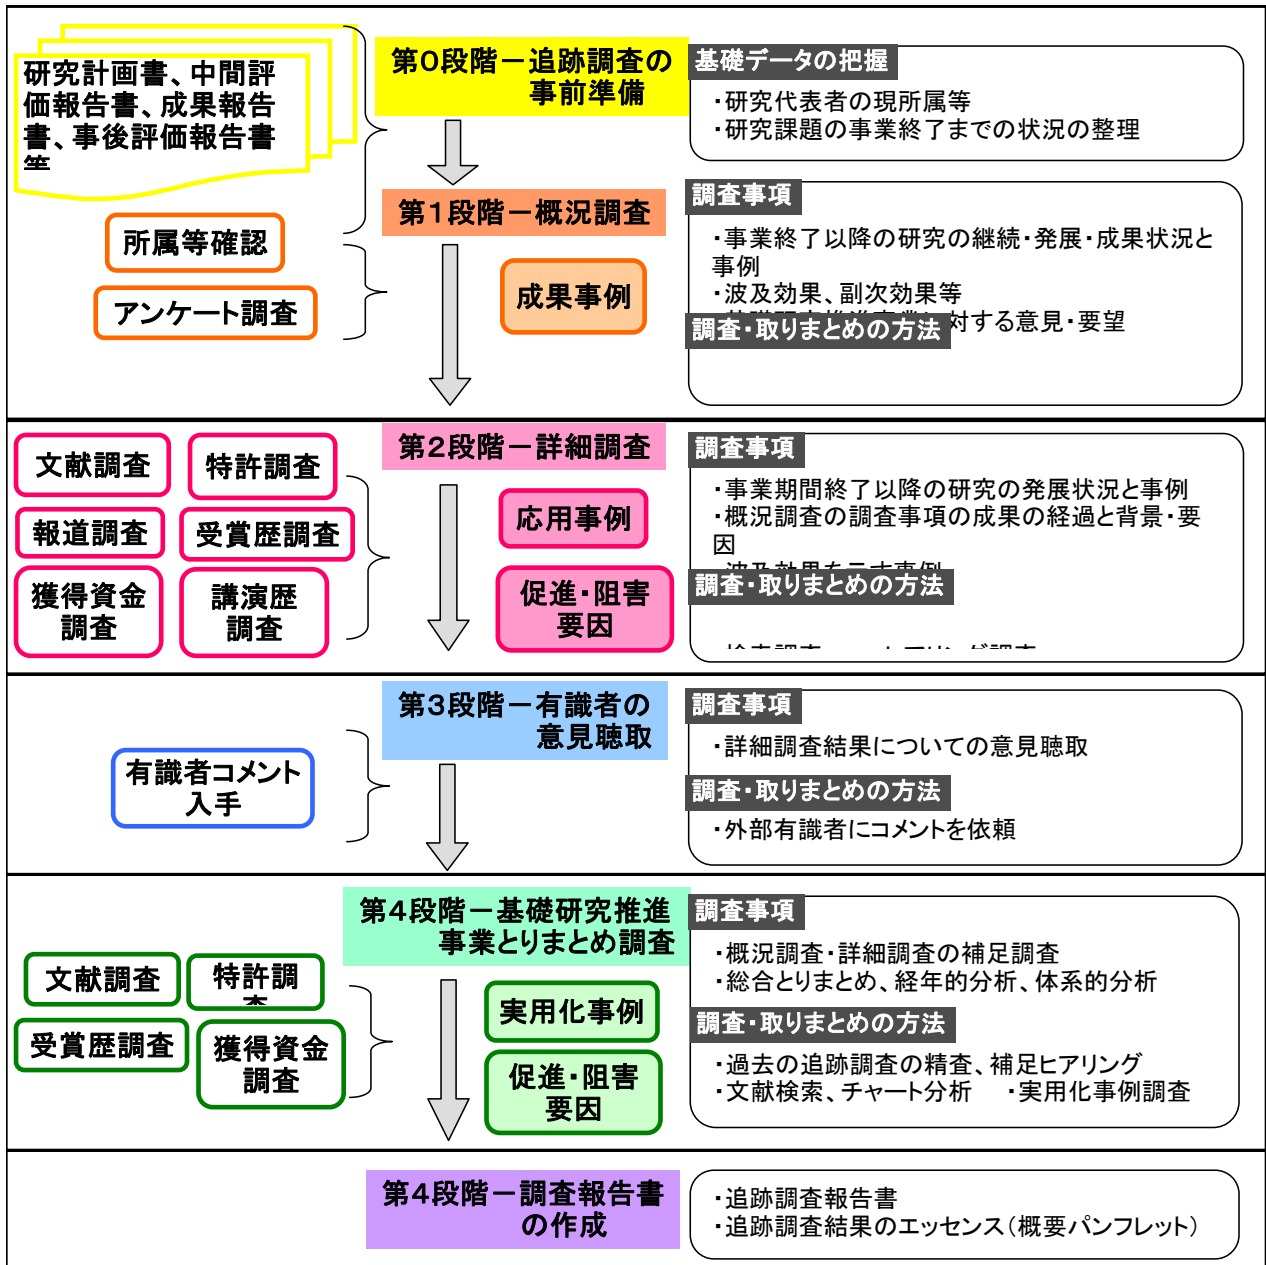 研究計画書、中間評
価報告書、成果報告
書、事後評価報告書
等
第0段階－追跡調査の
事前準備
基礎データの把握
・研究代表者の現所属等
・研究課題の事業終了までの状況の整理
第1段階－概況調査
所属等確認
アンケート調査
成果事例
調査事項
・事業終了以降の研究の継続・発展・成果状況と
事例
・波及効果、副次効果等
対する意見・要望
調査・取りまとめの方法
第2段階－詳細調査
文献調査
特許調査
報道調査
受賞歴調査
獲得資金
調査
講演歴
調査
応用事例
促進・阻害
要因
調査事項
・事業期間終了以降の研究の発展状況と事例
・概況調査の調査事項の成果の経過と背景・要
因
・波及効果を示す事例
調査・取りまとめの方法
第3段階－有識者の
意見聴取
有識者コメント
入手
調査事項
・詳細調査結果についての意見聴取
調査・取りまとめの方法
・外部有識者にコメントを依頼
第4段階－基礎研究推進
事業とりまとめ調査
文献調査
特許調
査
受賞歴調査
獲得資金
調査
実用化事例
促進・阻害
要因
調査事項
・概況調査・詳細調査の補足調査
・総合とりまとめ、経年的分析、体系的分析
調査・取りまとめの方法
・過去の追跡調査の精査、補足ヒアリング
・文献検索、チャート分析　・実用化事例調査
第4段階－調査報告書
の作成
・追跡調査報告書
・追跡調査結果のエッセンス（概要パンフレット）